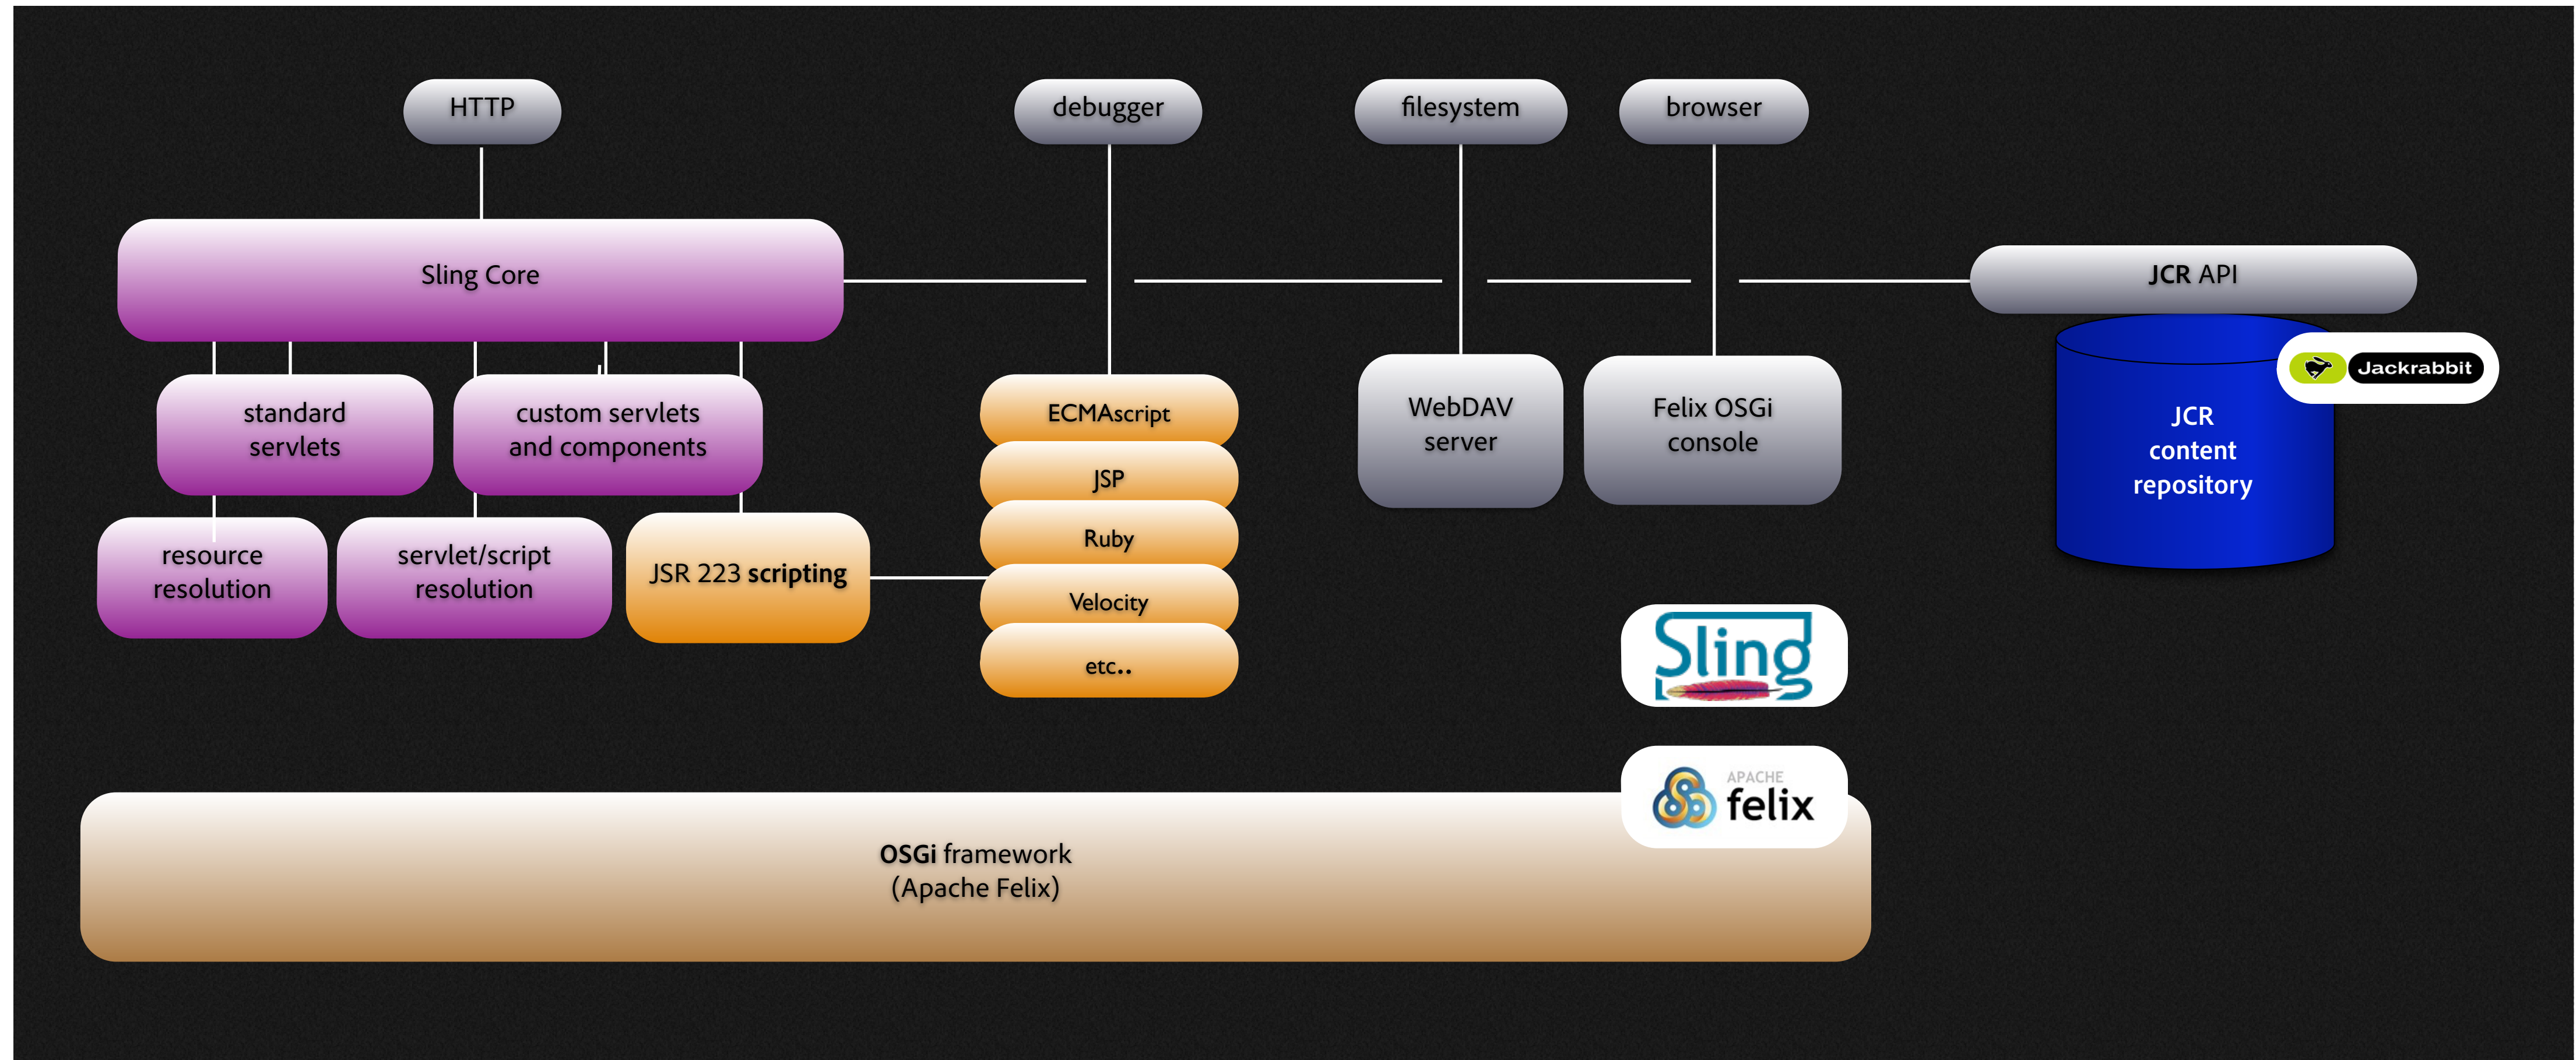 HTTP
debugger
filesystem
browser
Sling Core
JCR API
Jackrabbit
standard
servlets
custom servlets
and components
ECMAscript
JSP
Ruby
Velocity
etc..
WebDAV
server
Felix OSGi
console
JCR
content
repository
resource
resolution
servlet/script
resolution
JSR 223 scripting
Sling
APACHE
felix
OSGi framework
(Apache Felix)